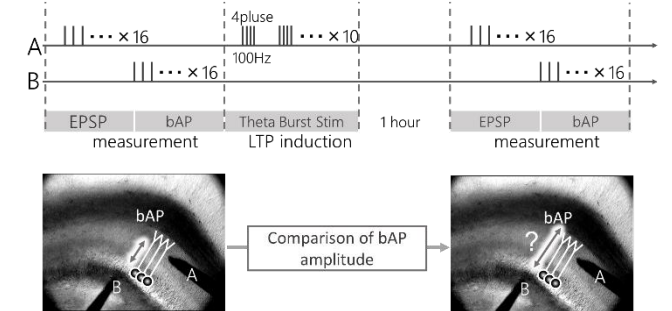 4pluse
A ··· × 16 ··· × 10 ··· × 16
100Hz
B ··· × 16 ··· × 16
EPSP bAP Theta Burst Stim 1 hour EPSP bAP
measurement LTP induction measurement
bAP bAP
Comparison of bAP
amplitude
?
A A
B B